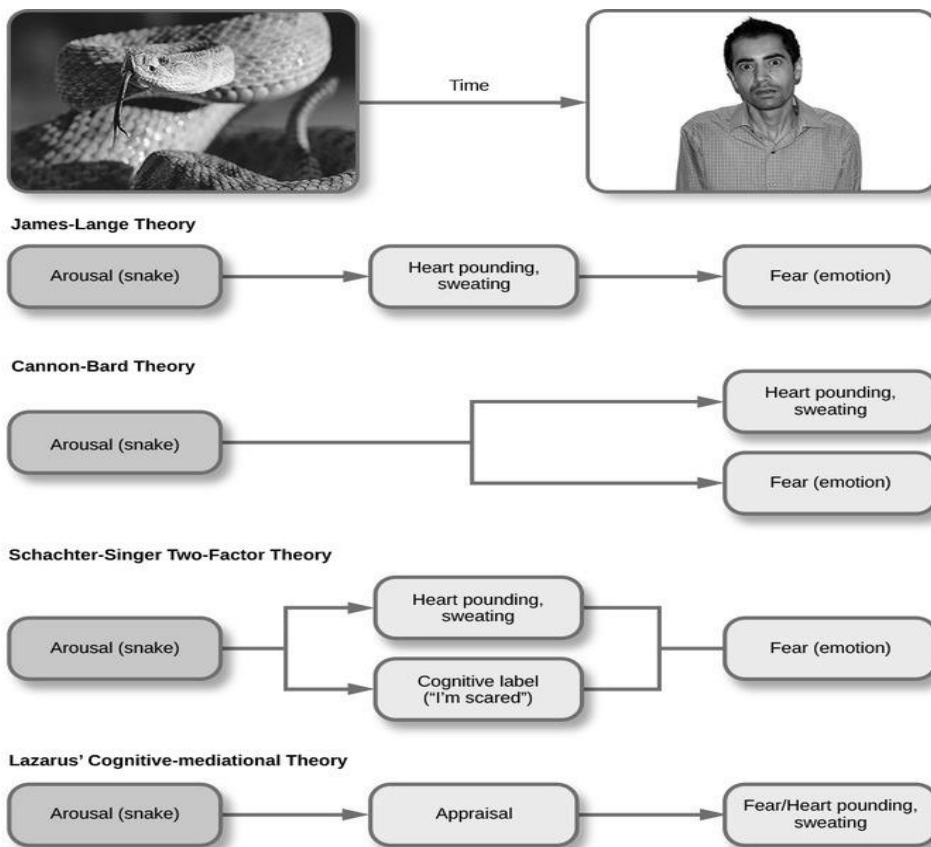 Time
James-Lange Theory
Arousal (snake)
Heart pounding,
sweating
Fear (emotion)
Cannon-Bard Theory
Arousal (snake)
Heart pounding,
sweating
Fear (emotion)
Schachter-Singer Two-Factor Theory
Arousal (snake)
Heart pounding,
sweating
Cognitive label
(“I’m scared”)
Fear (emotion)
Lazarus’ Cognitive-mediational Theory
Arousal (snake)
Appraisal
Fear/Heart pounding,
sweating